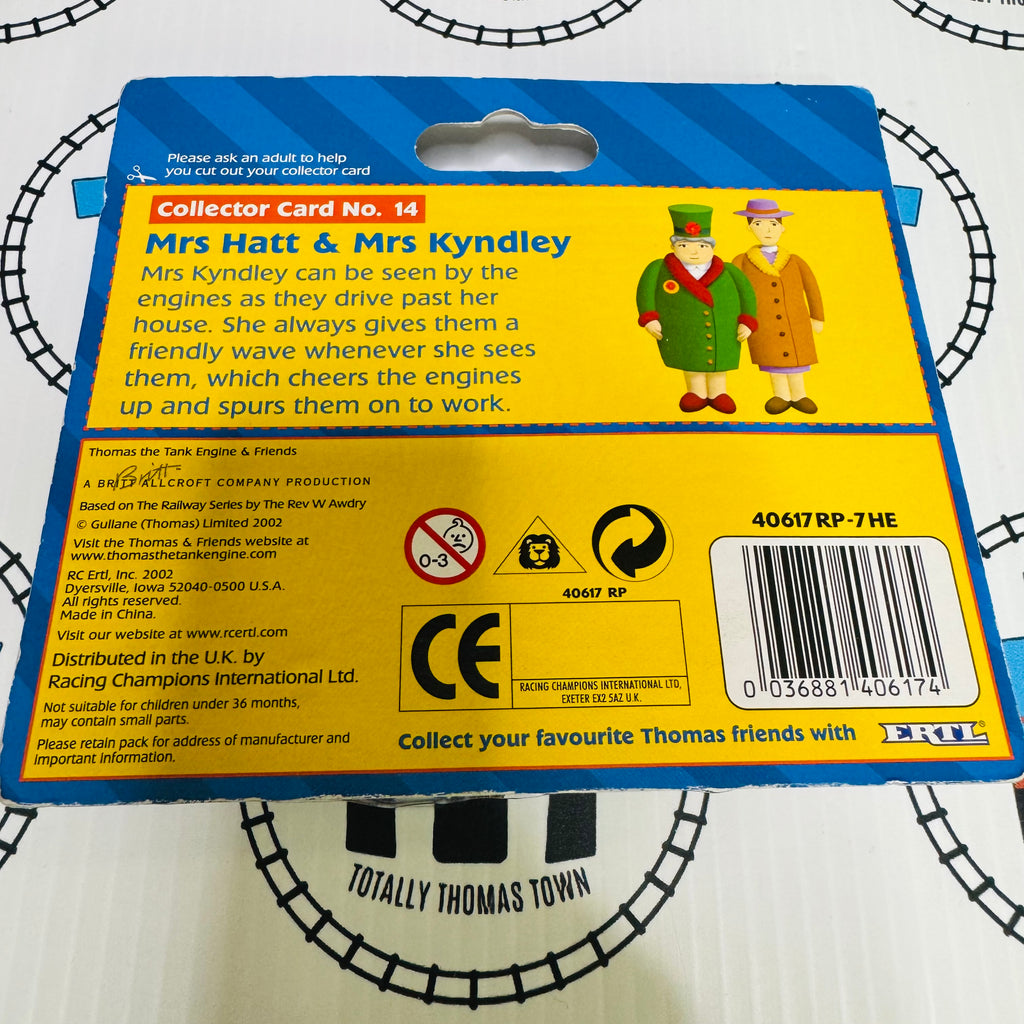 Please ask an adult to help
you cut out your collector card
Collector Card No. 14
Mrs Hatt & Mrs Kyndley
Mrs Kyndley can be seen by the
engines as they drive past her
house. She always gives them a
friendly wave whenever she sees
them, which cheers the engines
up and spurs them on to work.
Thomas the Tank Engine & Friends
Britt
A BRITT ALLCROFT COMPANY PRODUCTION
Based on The Railway Series by The Rev W Awdry
© Gullane (Thomas) Limited 2002
Visit the Thomas & Friends website at
www.thomasthetankengine.com
RC Ertl, Inc. 2002
Dyersville, Iowa 52040-0500 U.S.A.
All rights reserved.
Made in China.
Visit our website at www.rcertl.com
Distributed in the U.K. by
Racing Champions International Ltd.
Not suitable for children under 36 months,
may contain small parts.
Please retain pack for address of manufacturer and
important information.
0-3
40617 RP
CE
RACING CHAMPIONS INTERNATIONAL LTD,
EXETER EX2 5AZ U.K.
40617RP-7HE
0 036881 406174
Collect your favourite Thomas friends with
ERTL®
TOTALLY THOMAS TOWN